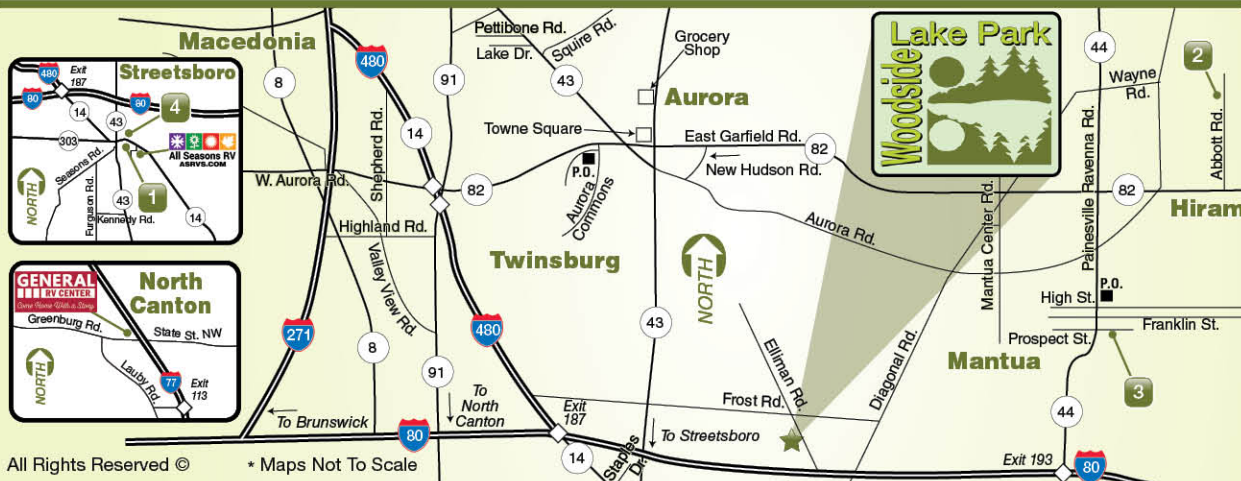 Macedonia
8
480
91
Pettibone Rd.
Lake Dr.
Squire Rd.
43
Grocery
Shop
Aurora
Towne Square
East Garfield Rd.
82
New Hudson Rd.
P.O.
Aurora
Commons
Woodside
Lake Park
44
2
Wayne
Rd.
Abbott Rd.
Painesville Ravenna Rd.
82
Hiram
Mantua Center Rd.
Streetsboro
480
Exit
187
80
80
14
43
4
303
All Seasons RV
ASRVS.COM
Seasons Rd.
NORTH
Ferguson Rd.
43
1
Kennedy Rd.
14
Shepherd Rd.
14
W. Aurora Rd.
82
Highland Rd.
Valley View Rd.
Twinsburg
NORTH
Aurora Rd.
P.O.
High St.
Franklin St.
Prospect St.
Mantua
3
GENERAL
RV CENTER
Come Home With a Story
North
Canton
Greenburg Rd.
State St. NW
NORTH
Lauby Rd.
77
Exit
113
271
8
480
91
43
Elliman Rd.
Diagonal Rd.
Frost Rd.
44
To Brunswick
To
North
Canton
Exit
187
To Streetsboro
80
14
Staples
Dr.
Exit 193
80
All Rights Reserved ©
* Maps Not To Scale